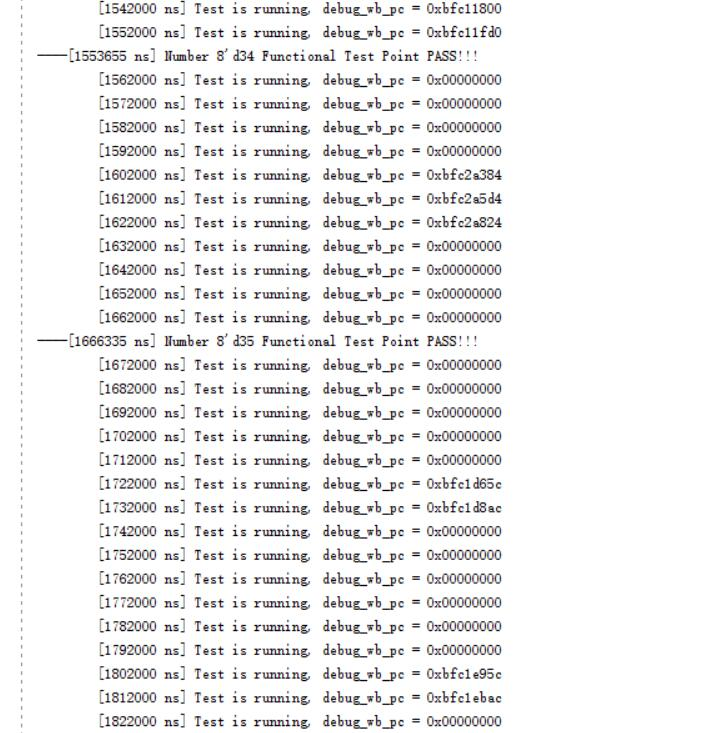 [1542000 ns] Test is running, debug_wb_pc = 0xbfc11800
[1552000 ns] Test is running, debug_wb_pc = 0xbfc11fd0
----[1553655 ns] Number 8'd34 Functional Test Point PASS!!!
[1562000 ns] Test is running, debug_wb_pc = 0x00000000
[1572000 ns] Test is running, debug_wb_pc = 0x00000000
[1582000 ns] Test is running, debug_wb_pc = 0x00000000
[1592000 ns] Test is running, debug_wb_pc = 0x00000000
[1602000 ns] Test is running, debug_wb_pc = 0xbfc2a384
[1612000 ns] Test is running, debug_wb_pc = 0xbfc2a5d4
[1622000 ns] Test is running, debug_wb_pc = 0xbfc2a824
[1632000 ns] Test is running, debug_wb_pc = 0x00000000
[1642000 ns] Test is running, debug_wb_pc = 0x00000000
[1652000 ns] Test is running, debug_wb_pc = 0x00000000
[1662000 ns] Test is running, debug_wb_pc = 0x00000000
----[1666335 ns] Number 8'd35 Functional Test Point PASS!!!
[1672000 ns] Test is running, debug_wb_pc = 0x00000000
[1682000 ns] Test is running, debug_wb_pc = 0x00000000
[1692000 ns] Test is running, debug_wb_pc = 0x00000000
[1702000 ns] Test is running, debug_wb_pc = 0x00000000
[1712000 ns] Test is running, debug_wb_pc = 0x00000000
[1722000 ns] Test is running, debug_wb_pc = 0xbfc1d65c
[1732000 ns] Test is running, debug_wb_pc = 0xbfc1d8ac
[1742000 ns] Test is running, debug_wb_pc = 0x00000000
[1752000 ns] Test is running, debug_wb_pc = 0x00000000
[1762000 ns] Test is running, debug_wb_pc = 0x00000000
[1772000 ns] Test is running, debug_wb_pc = 0x00000000
[1782000 ns] Test is running, debug_wb_pc = 0x00000000
[1792000 ns] Test is running, debug_wb_pc = 0x00000000
[1802000 ns] Test is running, debug_wb_pc = 0xbfc1e95c
[1812000 ns] Test is running, debug_wb_pc = 0xbfc1ebac
[1822000 ns] Test is running, debug_wb_pc = 0x00000000